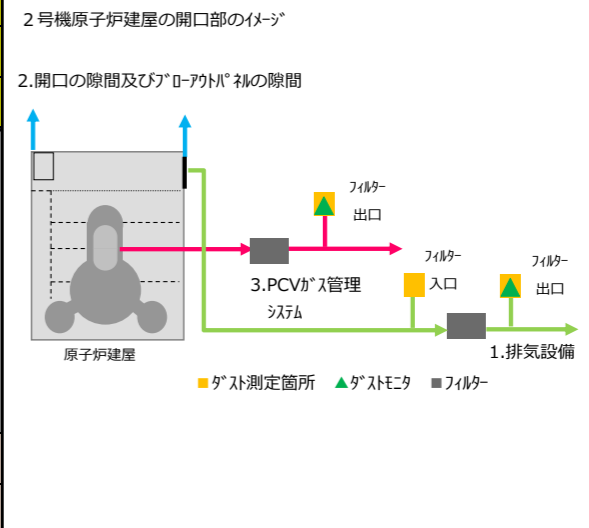 ２号機原子炉建屋の開口部のｲﾒｰｼﾞ
2.開口の隙間及びﾌﾞﾛｰｱｳﾄﾊﾟﾈﾙの隙間
ﾌｨﾙﾀｰ
出口
3.PCVｶﾞｽ管理
ｼｽﾃﾑ
ﾌｨﾙﾀｰ
入口
ﾌｨﾙﾀｰ
出口
1.排気設備
原子炉建屋
ﾀﾞｽﾄ測定箇所 ﾀﾞｽﾄﾓﾆﾀ ﾌｨﾙﾀｰ